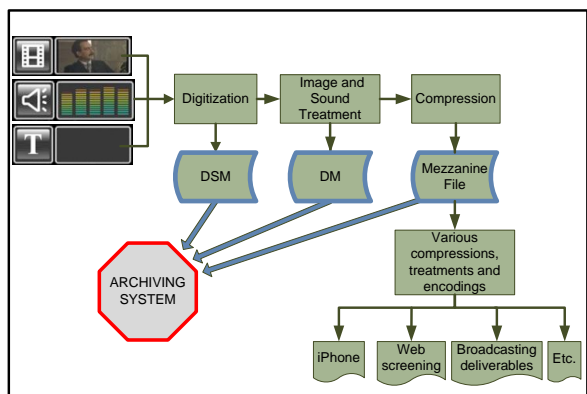 Digitization
Image and
Sound
Treatment
Compression
T
DSM
DM
Mezzanine
File
ARCHIVING
SYSTEM
Various
compressions,
treatments and
encodings
iPhone
Web
screening
Broadcasting
deliverables
Etc.